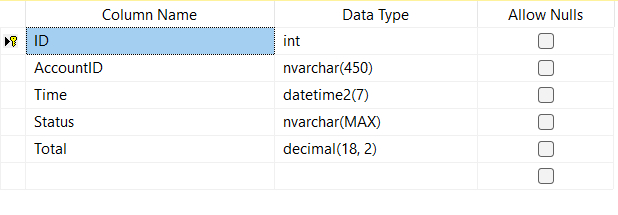 Column Name Data Type Allow Nulls
ID int
AccountID nvarchar(450)
Time datetime2(7)
Status nvarchar(MAX)
Total decimal(18, 2)